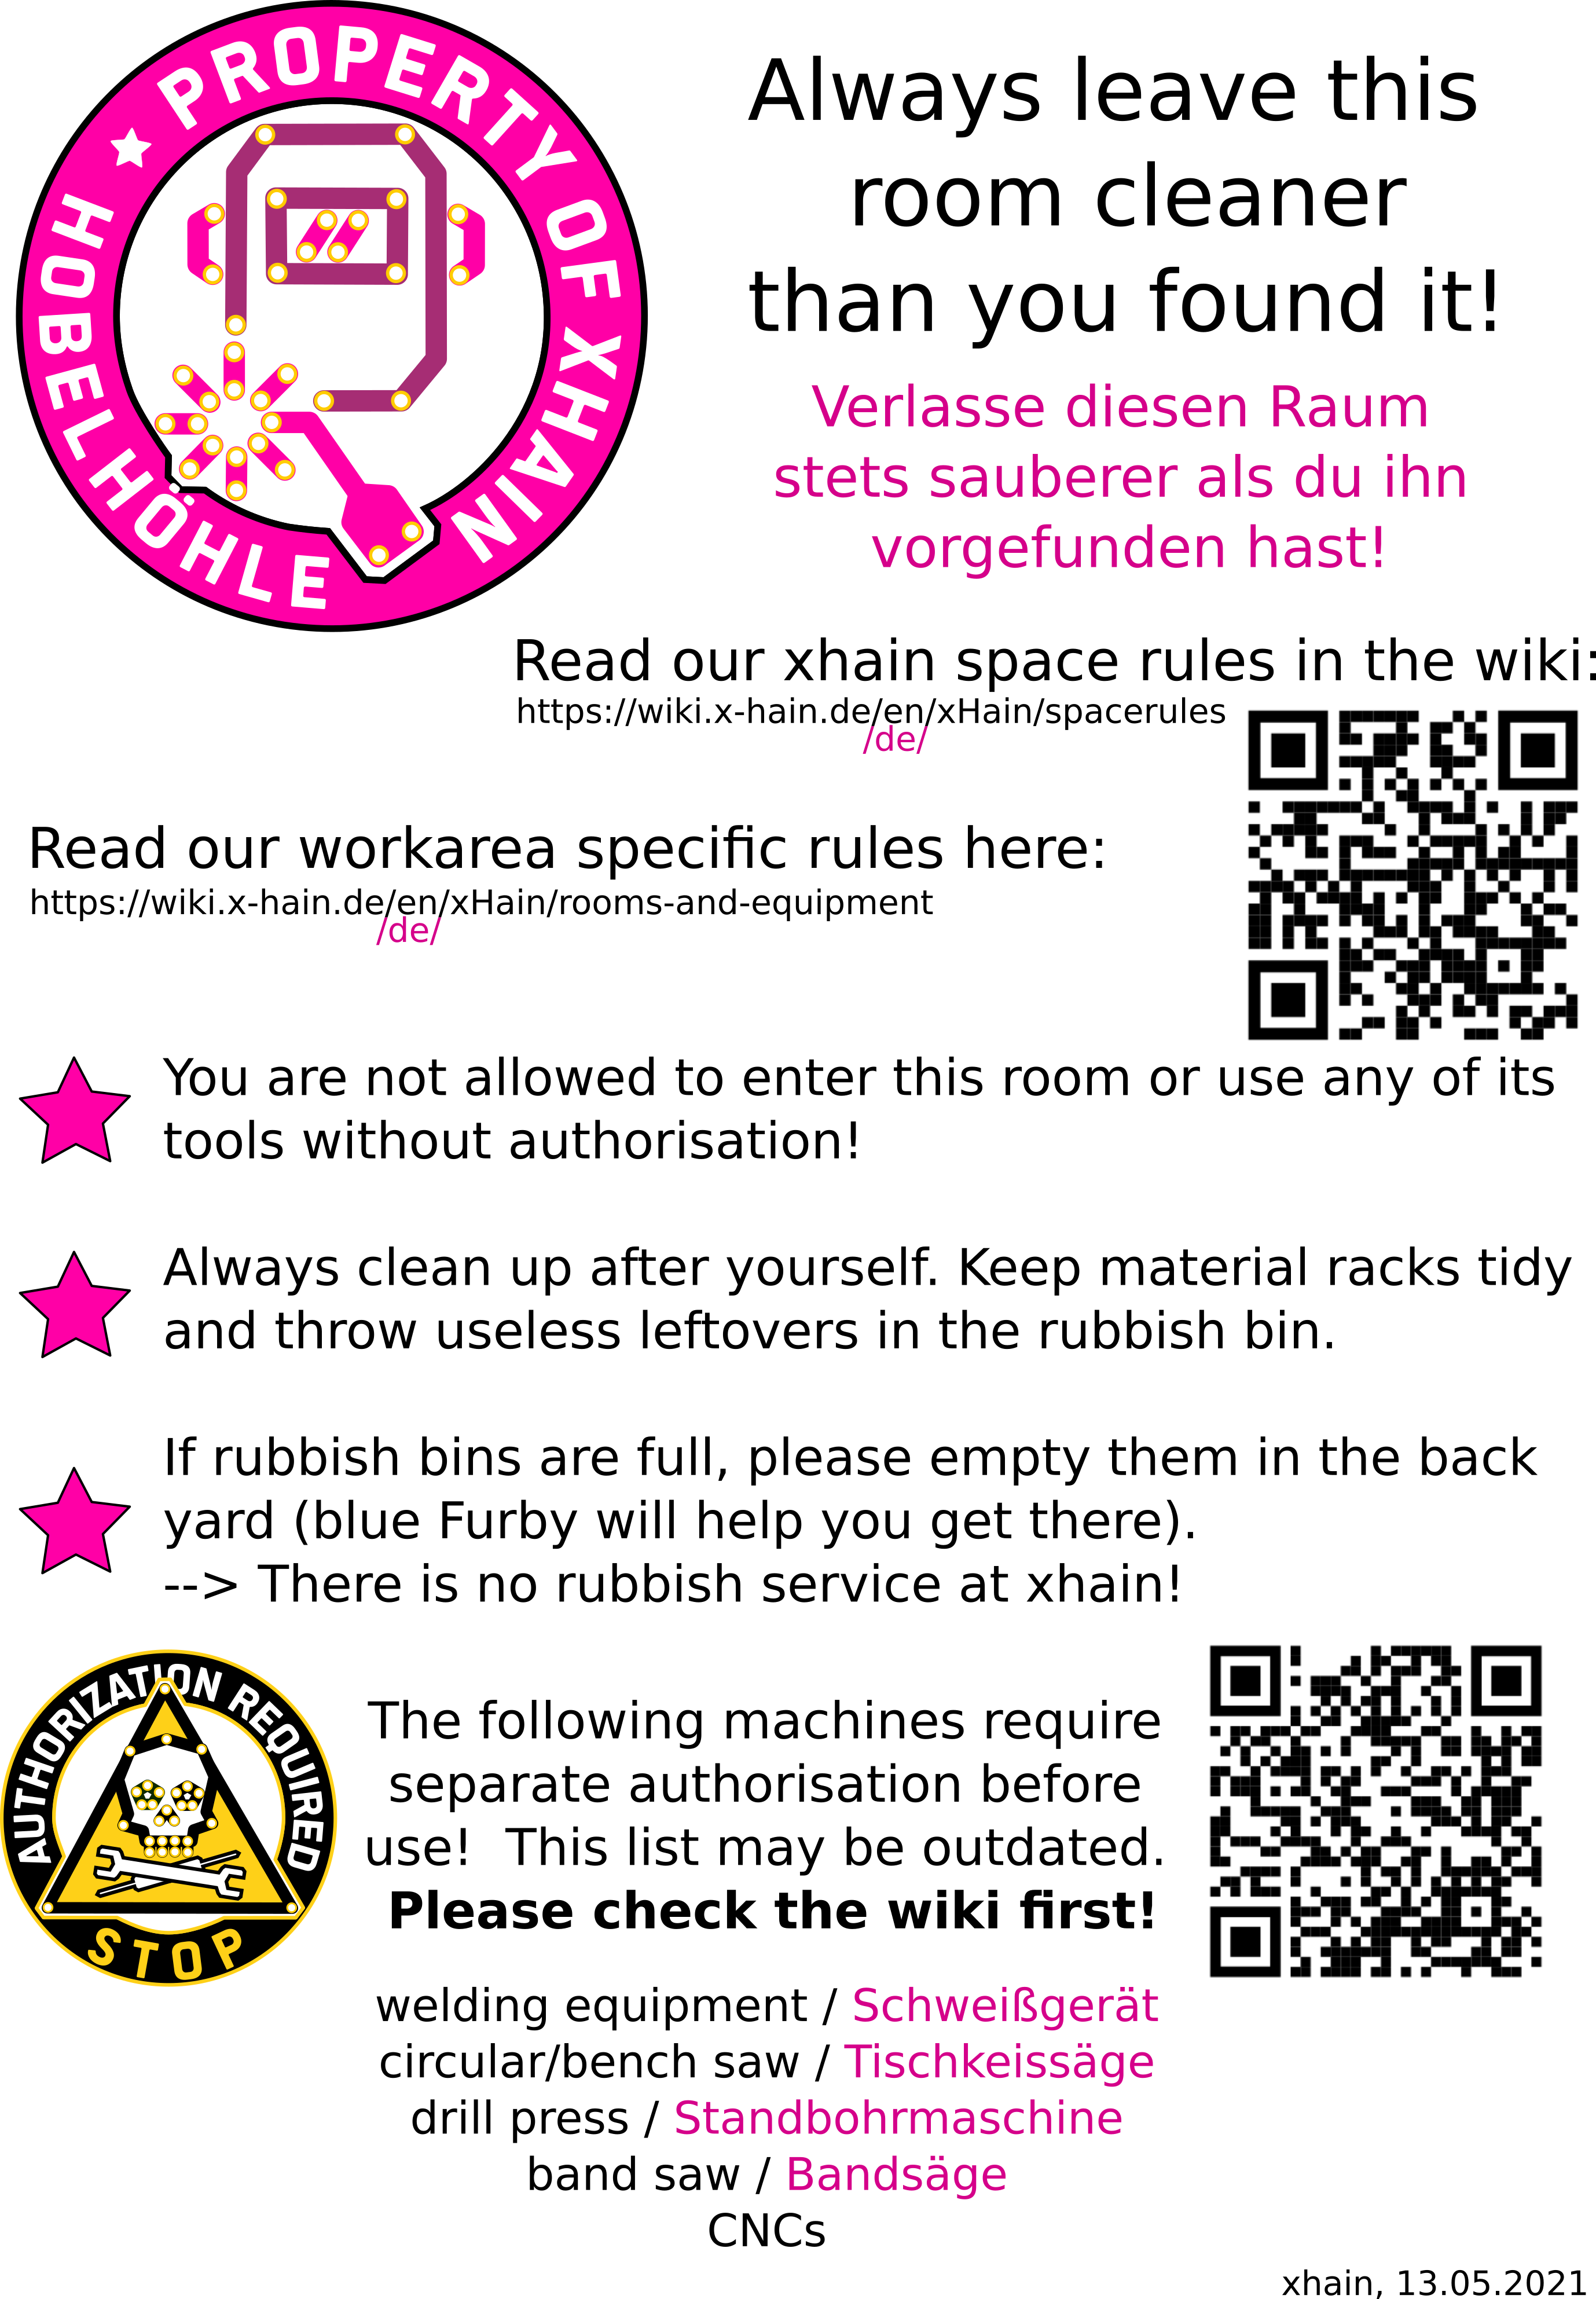 PROPERTY OF XHAIN
HOBBELHÖHLE
Always leave this
room cleaner
than you found it!
Verlasse diesen Raum
stets sauberer als du ihn
vorgefunden hast!
Read our xhain space rules in the wiki:
https://wiki.x-hain.de/en/xHain/spacerules
/de/
Read our workarea specific rules here:
https://wiki.x-hain.de/en/xHain/rooms-and-equipment
/de/
You are not allowed to enter this room or use any of its
tools without authorisation!
Always clean up after yourself. Keep material racks tidy
and throw useless leftovers in the rubbish bin.
If rubbish bins are full, please empty them in the back
yard (blue Furby will help you get there).
--> There is no rubbish service at xhain!
AUTHORIZATION REQUIRED
STOP
The following machines require
separate authorisation before
use!  This list may be outdated.
Please check the wiki first!
welding equipment / Schweißgerät
circular/bench saw / Tischkeissäge
drill press / Standbohrmaschine
band saw / Bandsäge
CNCs
xhain, 13.05.2021